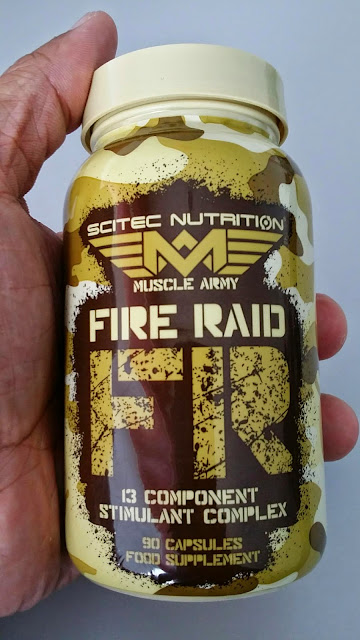 SCITEC NUTRITION
MUSCLE ARMY
FIRE RAID
FR
13 COMPONENT
STIMULANT COMPLEX
90 CAPSULES
FOOD SUPPLEMENT